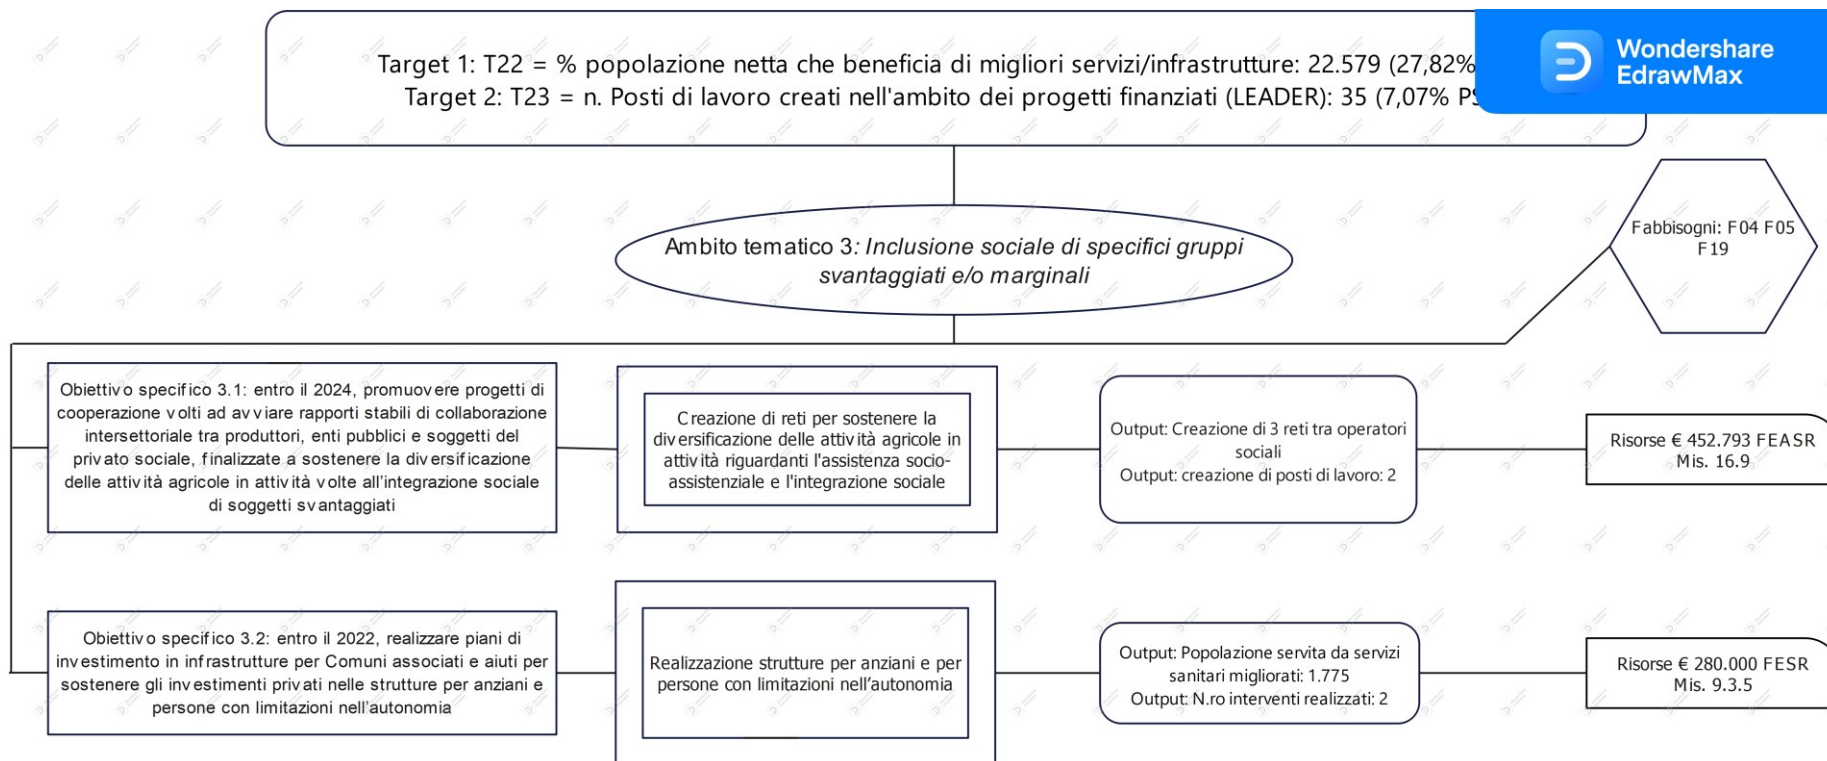 Target 1: T22 = % popolazione netta che beneficia di migliori servizi/infrastrutture: 22.579 (27,82%
Target 2: T23 = n. Posti di lavoro creati nell'ambito dei progetti finanziati (LEADER): 35 (7,07%
Wondershare
EdrawMax
Ambito tematico 3: Inclusione sociale di specifici gruppi
svantaggiati e/o marginali
Fabbisogni: F04 F05
F19
Obiettivo specifico 3.1: entro il 2024, promuovere progetti di
cooperazione volti ad avviare rapporti stabili di collaborazione
intersettoriale tra produttori, enti pubblici e soggetti del
privato sociale, finalizzate a sostenere la diversificazione
delle attività agricole in attività volte all'integrazione sociale
di soggetti svantaggiati
Creazione di reti per sostenere la
diversificazione delle attività agricole in
attività riguardanti l'assistenza socio-
assistenziale e l'integrazione sociale
Output: Creazione di 3 reti tra operatori
sociali
Output: creazione di posti di lavoro: 2
Risorse € 452.793 FEASR
Mis. 16.9
Obiettivo specifico 3.2: entro il 2022, realizzare piani di
investimento in infrastrutture per Comuni associati e aiuti per
sostenere gli investimenti privati nelle strutture per anziani e
persone con limitazioni nell'autonomia
Realizzazione strutture per anziani e per
persone con limitazioni nell'autonomia
Output: Popolazione servita da servizi
sanitari migliorati: 1.775
Output: N.ro interventi realizzati: 2
Risorse € 280.000 FESR
Mis. 9.3.5